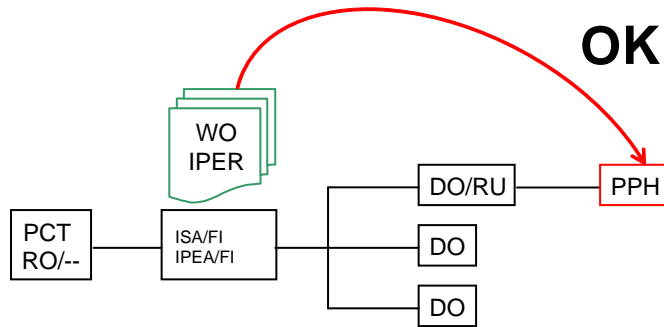 OK
WO
IPER
DO/RU
PPH
PCT
RO/--
ISA/FI
IPEA/FI
DO
DO